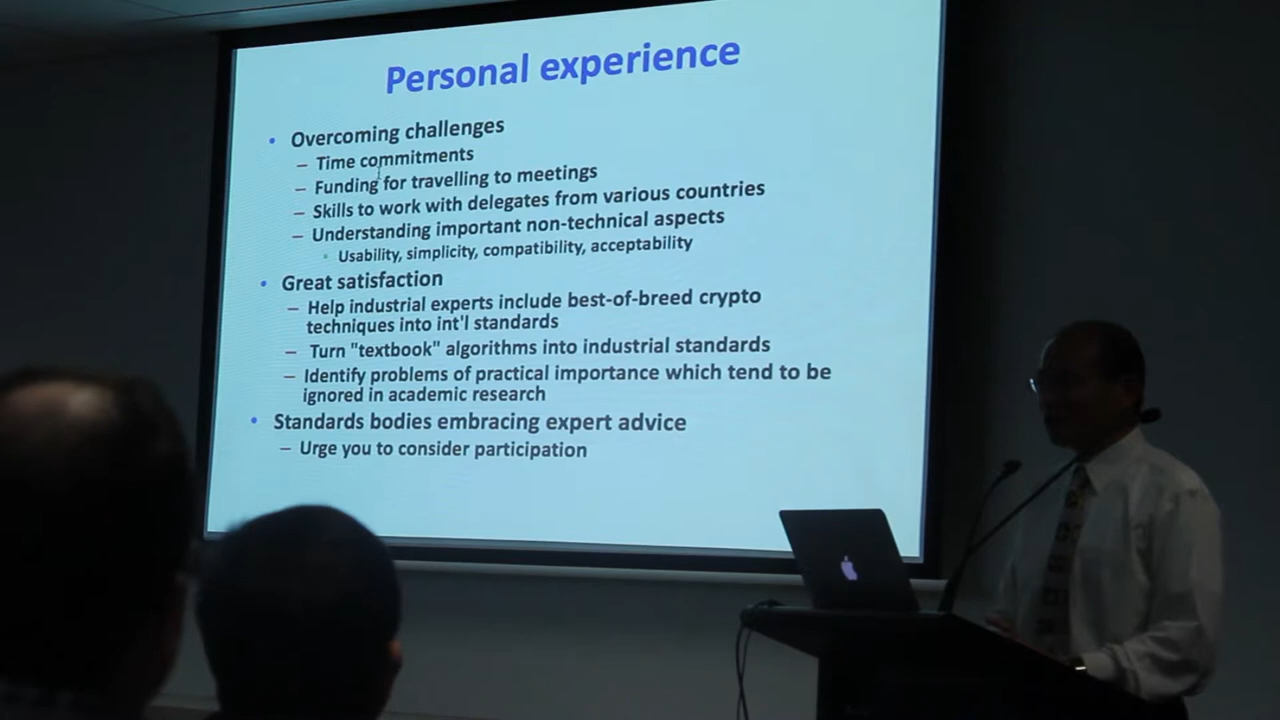 Personal experience
• Overcoming challenges
– Time commitments
– Funding for travelling to meetings
– Skills to work with delegates from various countries
– Understanding important non-technical aspects
▪ Usability, simplicity, compatibility, acceptability
• Great satisfaction
– Help industrial experts include best-of-breed crypto
techniques into int'l standards
– Turn "textbook" algorithms into industrial standards
– Identify problems of practical importance which tend to be
ignored in academic research
• Standards bodies embracing expert advice
– Urge you to consider participation